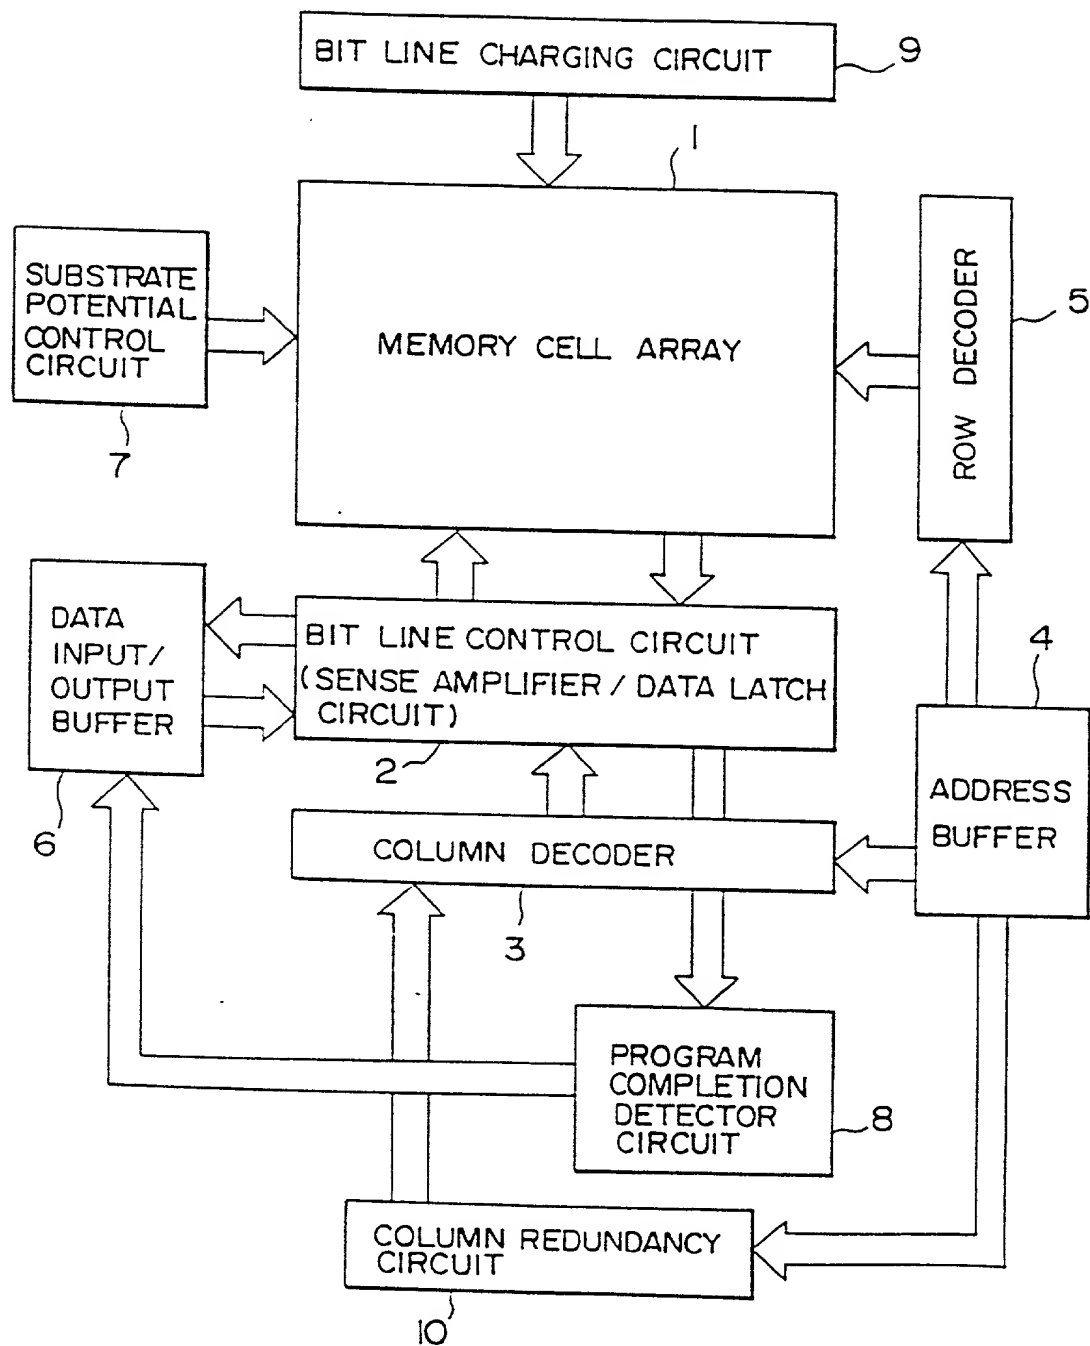 BIT LINE CHARGING CIRCUIT
9
1
SUBSTRATE
POTENTIAL
CONTROL
CIRCUIT
7
MEMORY CELL ARRAY
ROW DECODER
5
DATA
INPUT/
OUTPUT
BUFFER
6
BIT LINE CONTROL CIRCUIT
(SENSE AMPLIFIER / DATA LATCH
CIRCUIT)
2
4
ADDRESS
BUFFER
COLUMN DECODER
3
PROGRAM
COMPLETION
DETECTOR
CIRCUIT
8
COLUMN REDUNDANCY
CIRCUIT
10